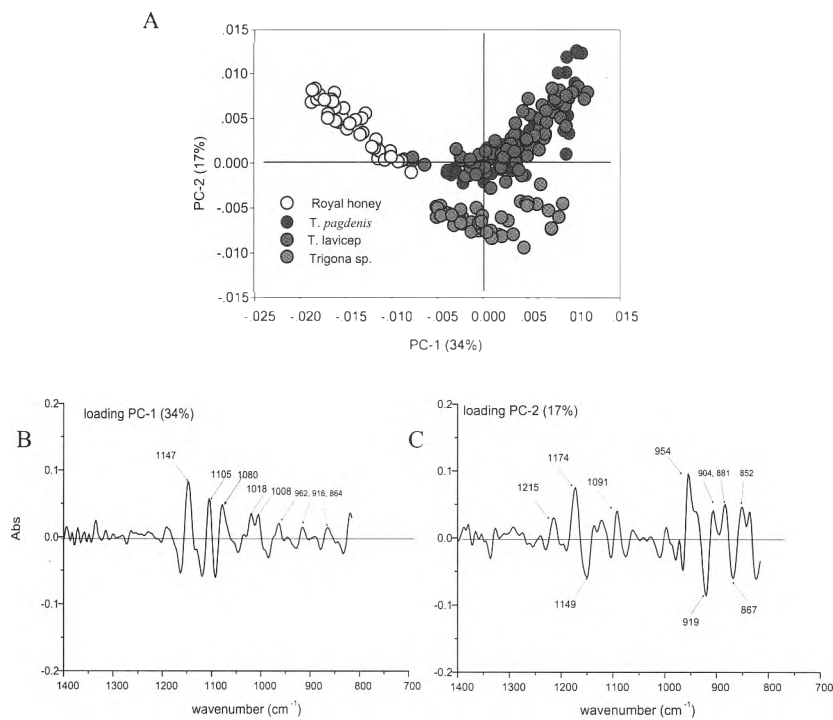 A
.015
.010
.005
0.000
-.005
-.010
-.015
PC-2 (17%)
Royal honey
T. pagdenis
T. lavicep
Trigona sp.
-.025 -.020 -.015 -.010 -.005 0.000 .005 .010 .015
PC-1 (34%)
B
loading PC-1 (34%)
0.2
0.1
0.0
-0.1
-0.2
Abs
1147
1105
1080
1018
1008
962, 916, 864
1400 1300 1200 1100 1000 900 800 700
wavenumber (cm-1)
C
loading PC-2 (17%)
0.2
0.1
0.0
-0.1
-0.2
1215
1174
1149
1091
954
904, 881
852
919
867
1400 1300 1200 1100 1000 900 800 700
wavenumber (cm-1)